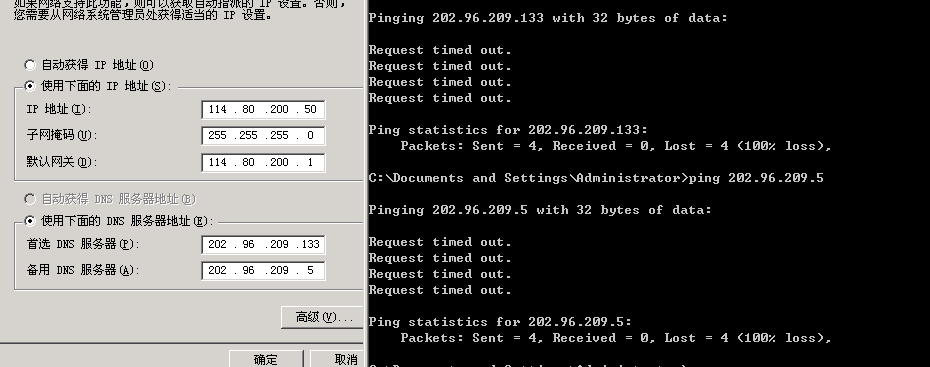 如果网络支持此功能，则可以获取自动指派的 IP 设置。否则，
您需要从网络系统管理员处获得适当的 IP 设置。
自动获得 IP 地址(O)
使用下面的 IP 地址(S):
IP 地址(I):
114 . 80 .200 . 50
子网掩码(U):
255 .255 .255 . 0
默认网关(D):
114 . 80 .200 . 1
自动获得 DNS 服务器地址(B)
使用下面的 DNS 服务器地址(E):
首选 DNS 服务器(P):
202 . 96 .209 .133
备用 DNS 服务器(A):
202 . 96 .209 . 5
高级(V)...
确定
取消
Pinging 202.96.209.133 with 32 bytes of data:
Request timed out.
Request timed out.
Request timed out.
Request timed out.
Ping statistics for 202.96.209.133:
Packets: Sent = 4, Received = 0, Lost = 4 (100% loss),
C:\Documents and Settings\Administrator>ping 202.96.209.5
Pinging 202.96.209.5 with 32 bytes of data:
Request timed out.
Request timed out.
Request timed out.
Request timed out.
Ping statistics for 202.96.209.5:
Packets: Sent = 4, Received = 0, Lost = 4 (100% loss),